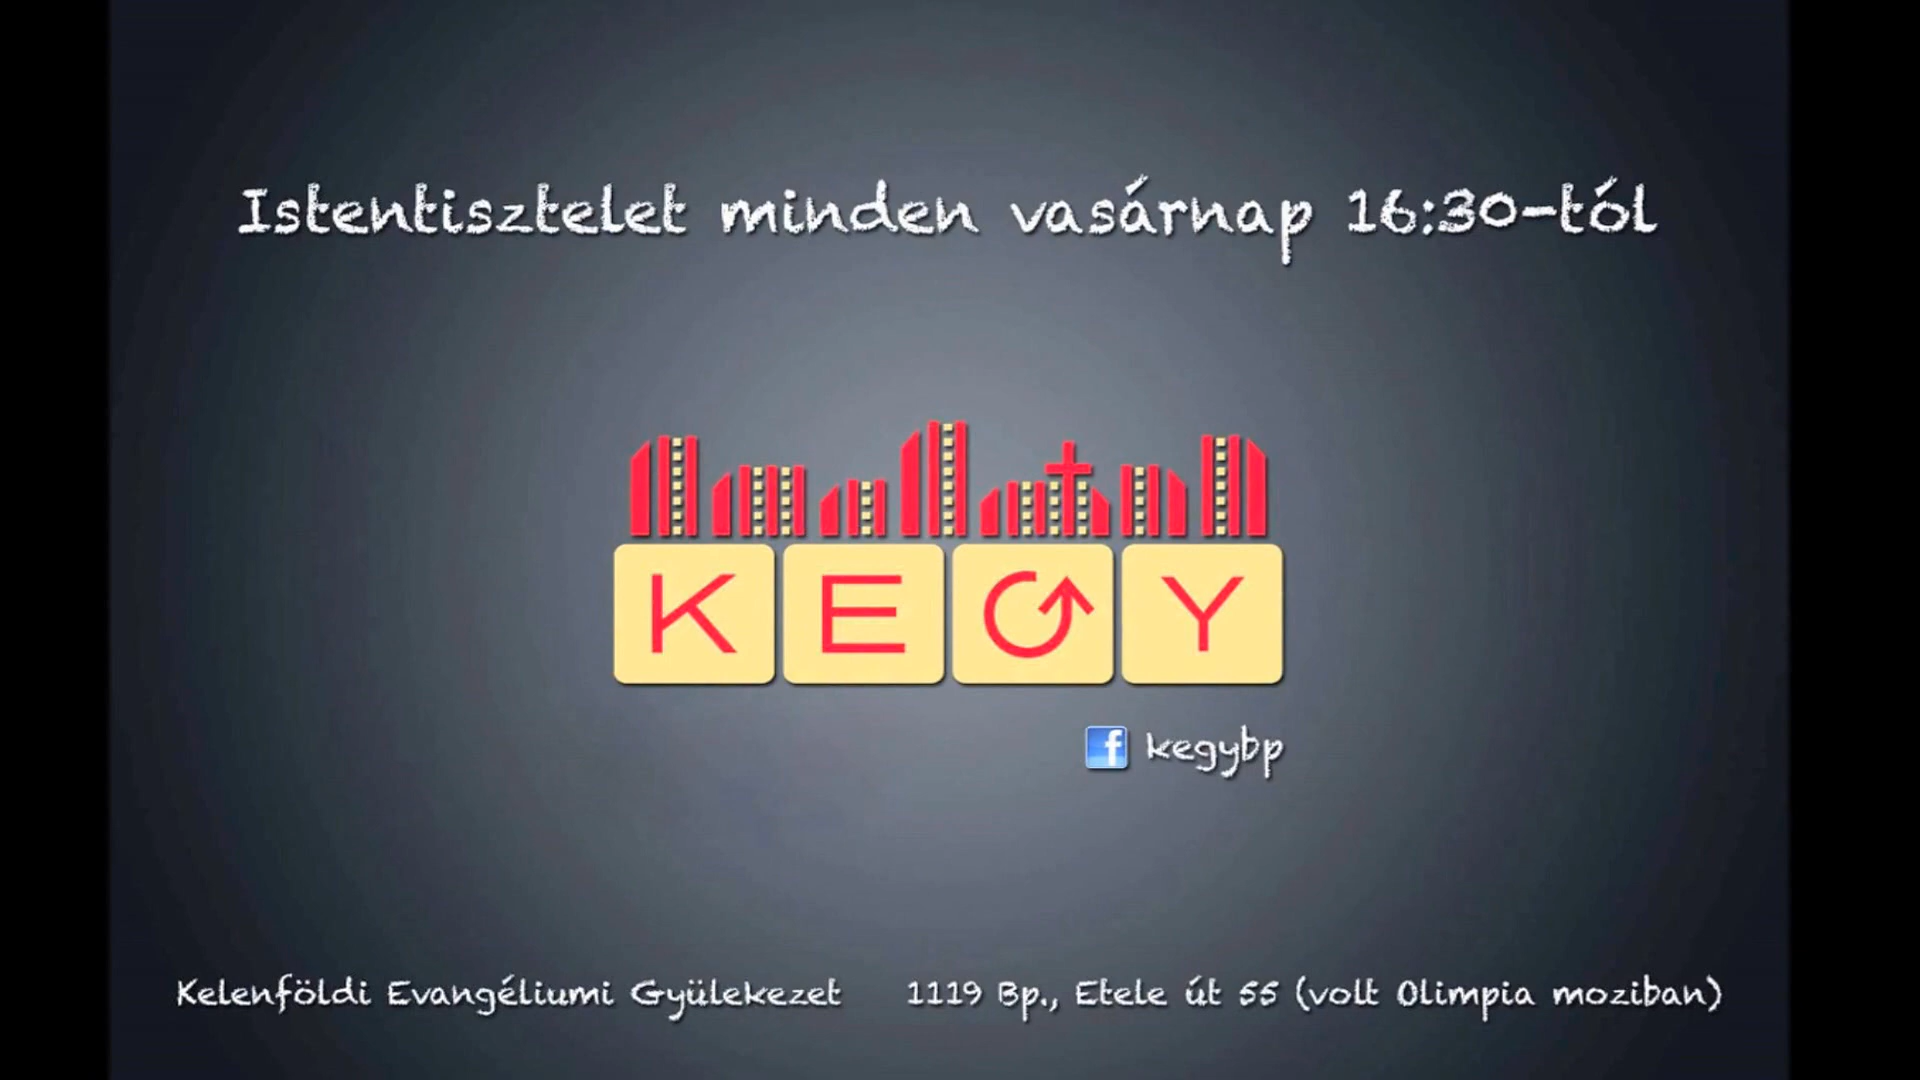 Istentisztelet minden vasárnap 16:30-tól
KEGY
f kegybp
Kelenföldi Evangéliumi Gyülekezet 1119 Bp., Etele út 55 (volt Olimpia moziban)